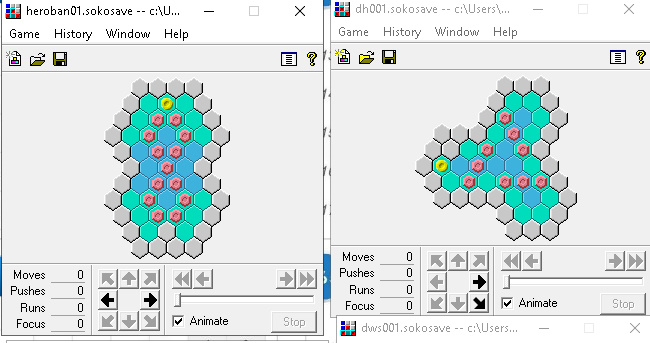 heroban01.sokosave -- c:\U...
Game History Window Help
Moves 0
Pushes 0
Runs 0
Focus 0
Animate
Stop
dh001.sokosave -- c:\Users\...
Game History Window Help
Moves 0
Pushes 0
Runs 0
Focus 0
Animate
Stop
dws001.sokosave -- c:\Users...